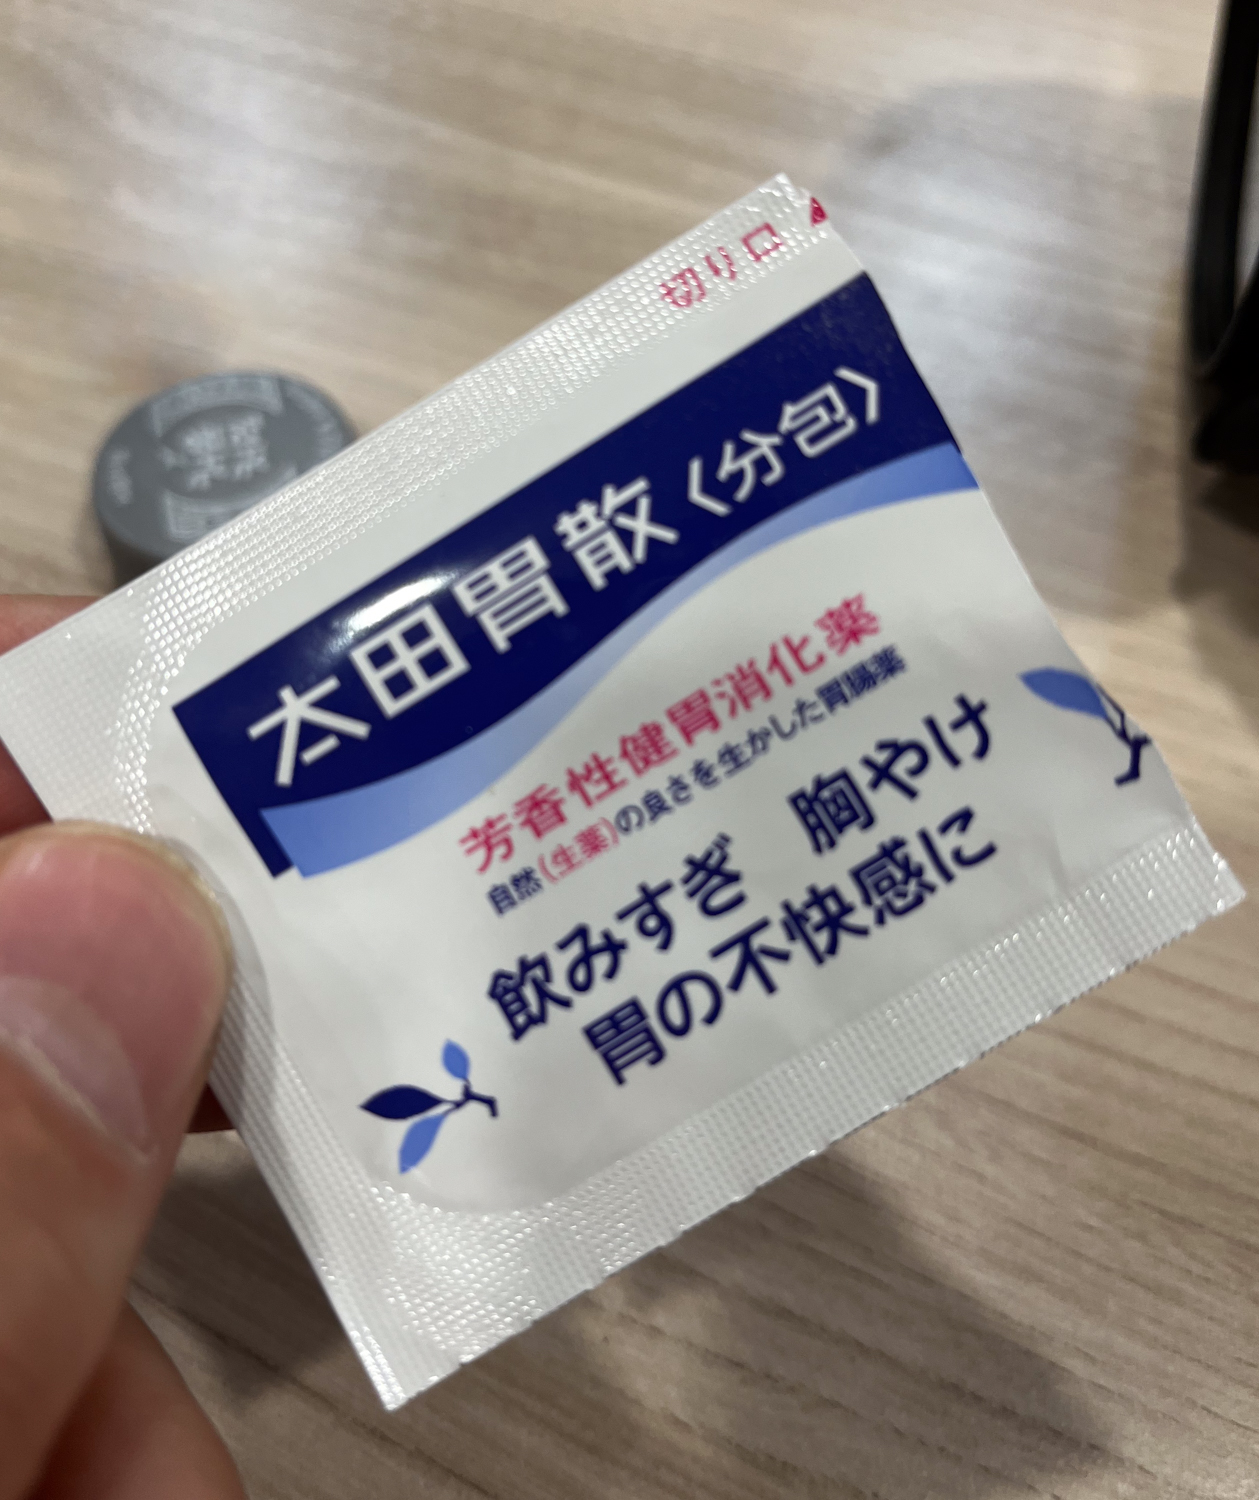 切り口
太田胃散〈分包〉
芳香性健胃消化薬
自然(生薬)の良さを生かした胃腸薬
飲みすぎ 胸やけ
胃の不快感に